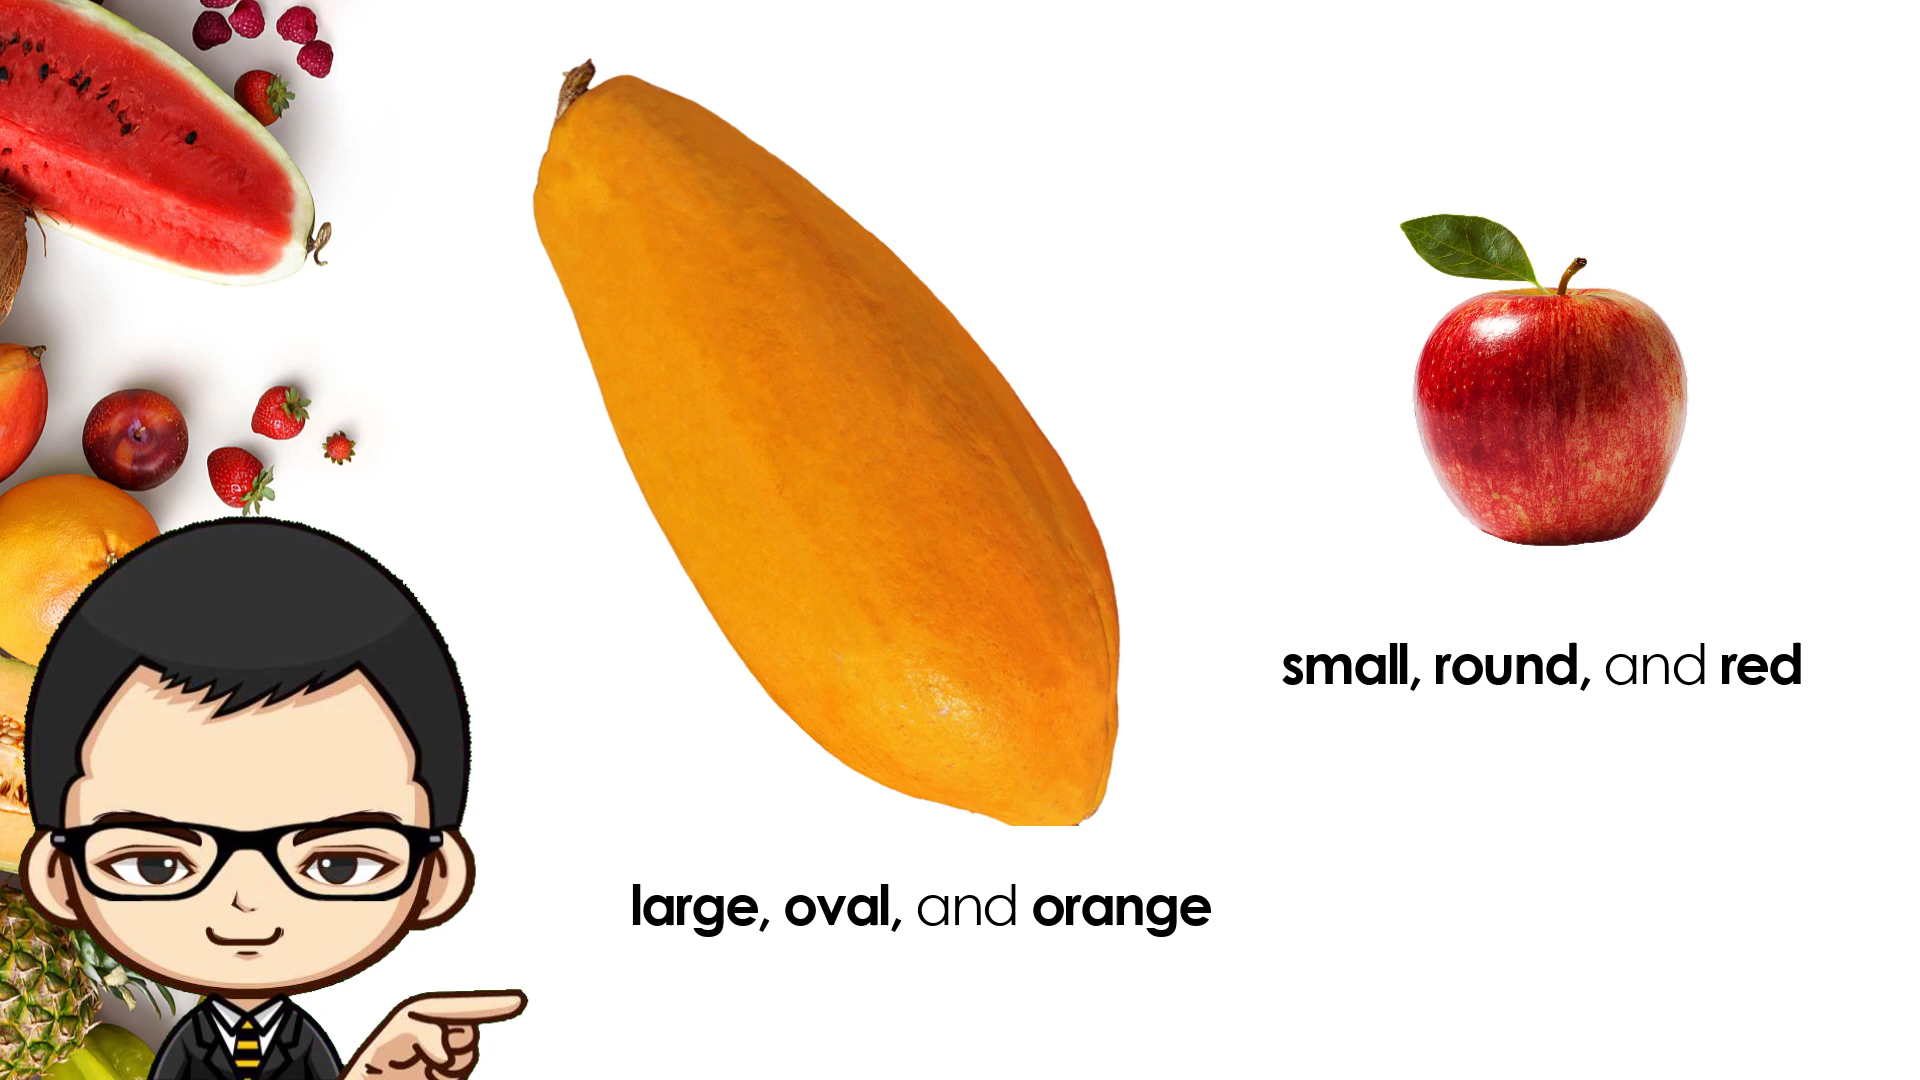 small, round, and red
large, oval, and orange